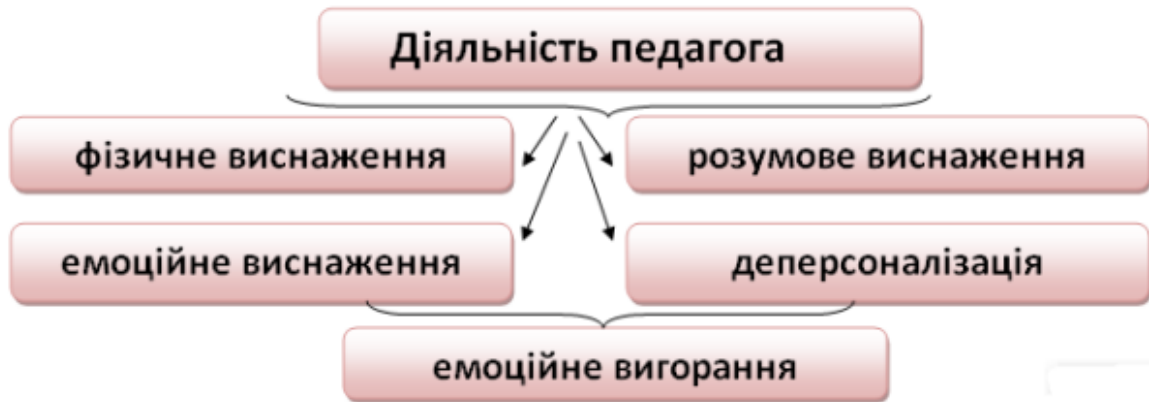 Діяльність педагога
фізичне виснаження
розумове виснаження
емоційне виснаження
деперсоналізація
емоційне вигорання